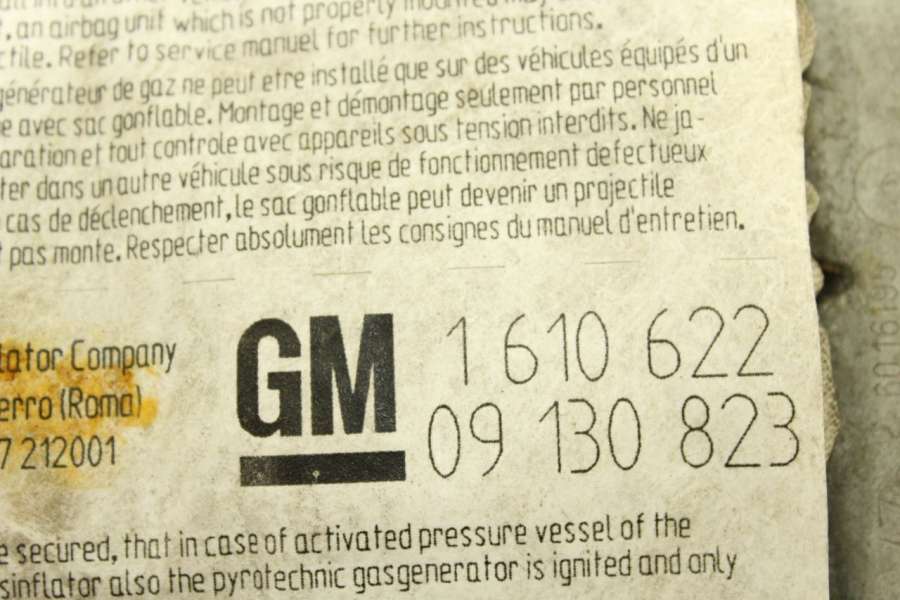 , an airbag unit which is not properly mounted may
ctile. Refer to service manual for further instructions.
générateur de gaz ne peut etre installé que sur des véhicules équipés d'un
e avec sac gonflable. Montage et démontage seulement par personnel
aration et tout controle avec appareils sous tension interdits. Ne ja-
ter dans un autre véhicule sous risque de fonctionnement defectueux
cas de déclenchement, le sac gonflable peut devenir un projectile
pas monte. Respecter absolument les consignes du manuel d'entretien.
lator Company
erro (Roma)
7 212001
GM
1 610 622
09 130 823
e secured, that in case of activated pressure vessel of the
sinflator also the pyrotechnic gasgenerator is ignited and only